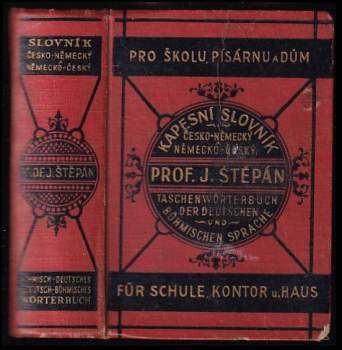 SLOVNÍK
ČESKO-NĚMECKÝ
NĚMECKO-ČESKÝ
PROF. J. ŠTĚPÁN
DEUTSCHES
DEUTSCH-BÖHMISCHES
WÖRTERBUCH
PRO ŠKOLU, PÍSÁRNU A DŮM
KAPESNÍ SLOVNÍK
ČESKO-NĚMECKÝ
NĚMECKO-ČESKÝ,
PROF. J. ŠTĚPÁN
TASCHENWÖRTERBUCH
DER DEUTSCHEN
UND
BÖHMISCHEN SPRACHE
FÜR SCHULE, KONTOR u. HAUS